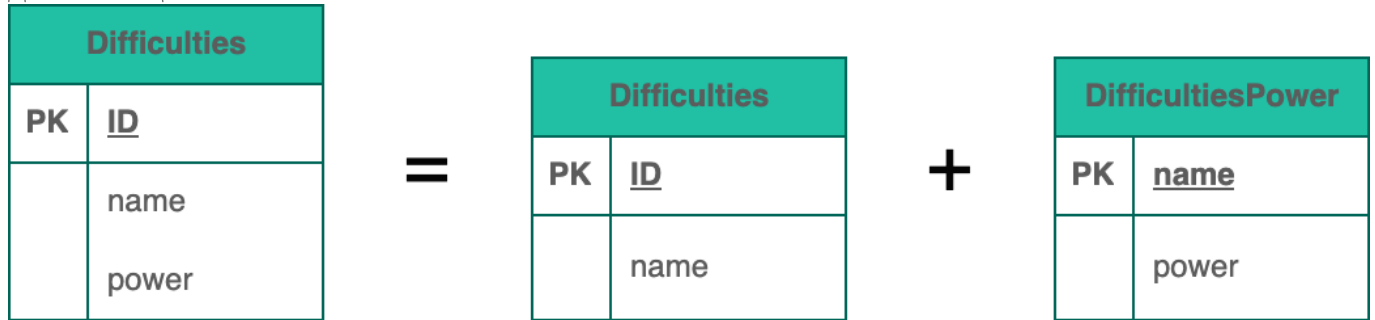 Difficulties
PK ID
name
power
=
Difficulties
PK ID
name
+
DifficultiesPower
PK name
power